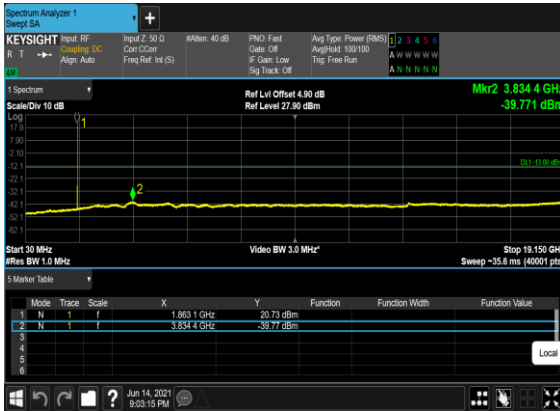 Spectrum Analyzer 1
Swept SA
KEYSIGHT
R T
Input: RF
Coupling: DC
Align: Auto
Input Z: 50 Ω
Corr CCorr
Freq Ref: Int (S)
#Atten: 40 dB
PNO: Fast
Gate: Off
IF Gain: Low
Sig Track: Off
Avg Type: Power (RMS)
Avg|Hold: 100/100
Trig: Free Run
1 2 3 4 5 6
A W W W W W
A N N N N N
1 Spectrum
Scale/Div 10 dB
Ref Lvl Offset 4.90 dB
Ref Level 27.90 dBm
Mkr2 3.834 4 GHz
-39.771 dBm
Log
17.9
7.90
-2.10
-12.1
-22.1
-32.1
-42.1
-52.1
-62.1
1
2
DL1 -13.00 dBm
Start 30 MHz
#Res BW 1.0 MHz
Video BW 3.0 MHz*
Stop 19.150 GHz
Sweep ~35.6 ms (40001 pts)
5 Marker Table
Mode Trace Scale X Y Function Function Width Function Value
1 N 1 f 1.863 1 GHz 20.73 dBm
2 N 1 f 3.834 4 GHz -39.77 dBm
3
4
5
6
Local
Jun 14, 2021
9:03:15 PM